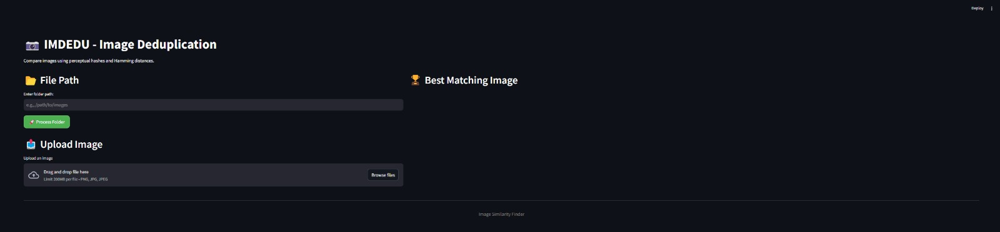 Deploy
IMDEDU - Image Deduplication
Compare images using perceptual hashes and Hamming distances.
File Path
Enter folder path:
e.g., /path/to/images
Process Folder
Upload Image
Upload an image
Drag and drop file here
Limit 200MB per file • PNG, JPG, JPEG
Browse files
Best Matching Image
Image Similarity Finder